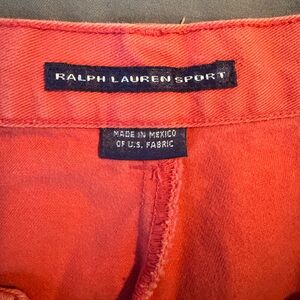 RALPH LAUREN SPORT
MADE IN MEXICO
OF U.S. FABRIC